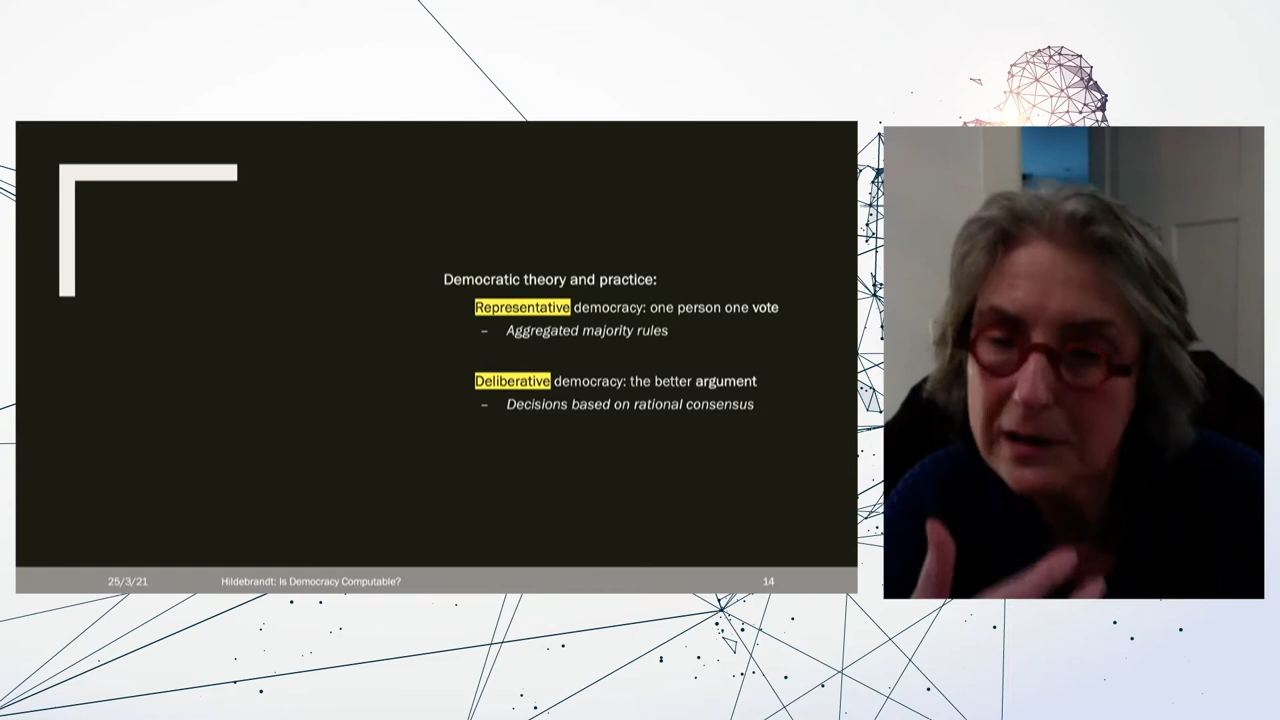 Democratic theory and practice:
Representative democracy: one person one vote
– Aggregated majority rules
Deliberative democracy: the better argument
– Decisions based on rational consensus
25/3/21 Hildebrandt: Is Democracy Computable? 14